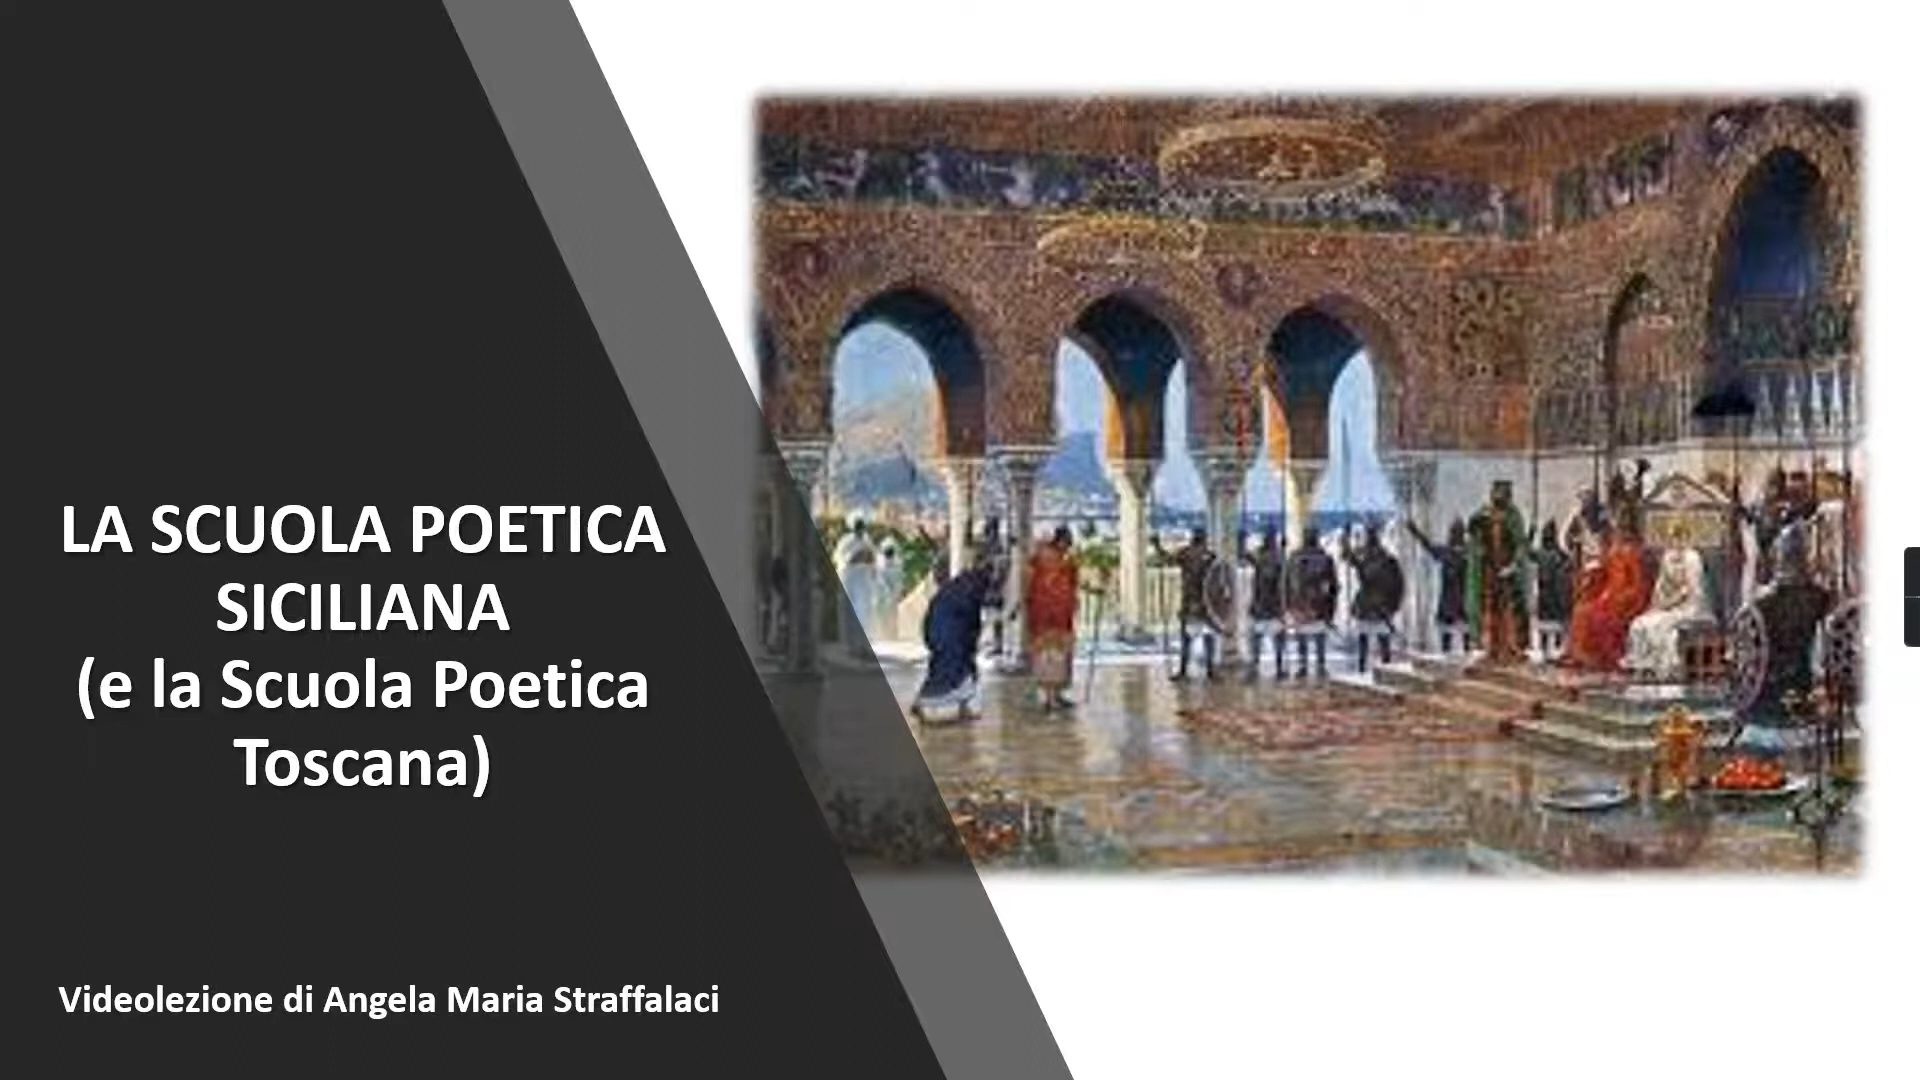 LA SCUOLA POETICA
SICILIANA
(e la Scuola Poetica
Toscana)
Videolezione di Angela Maria Straffalaci